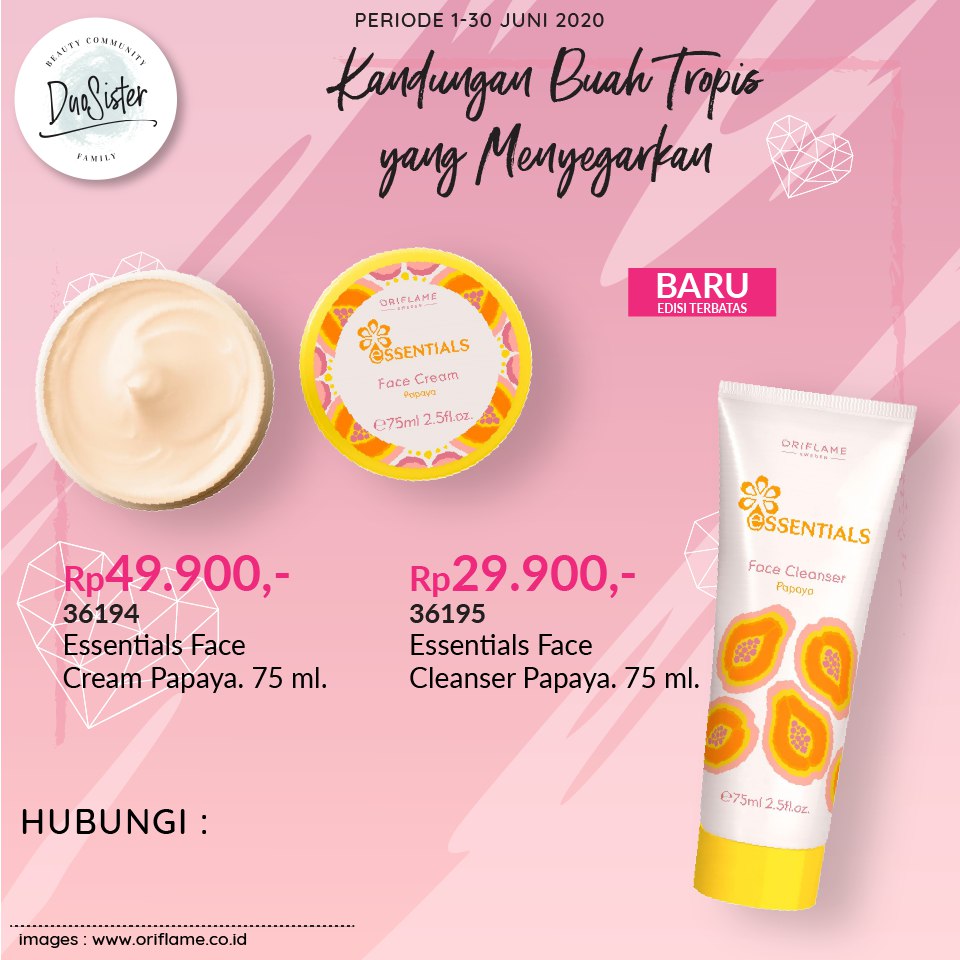 PERIODE 1-30 JUNI 2020
BEAUTY COMMUNITY
DuaSister
FAMILY
Kandungan Buah Tropis
yang Menyegarkan
BARU
EDISI TERBATAS
ORIFLAME
SWEDEN
eSSENTIALS
Face Cream
Papaya
℮75ml 2.5fl.oz.
ORIFLAME
SWEDEN
eSSENTIALS
Face Cleanser
Papaya
℮75ml 2.5fl.oz.
Rp49.900,-
36194
Essentials Face
Cream Papaya. 75 ml.
Rp29.900,-
36195
Essentials Face
Cleanser Papaya. 75 ml.
HUBUNGI :
images : www.oriflame.co.id